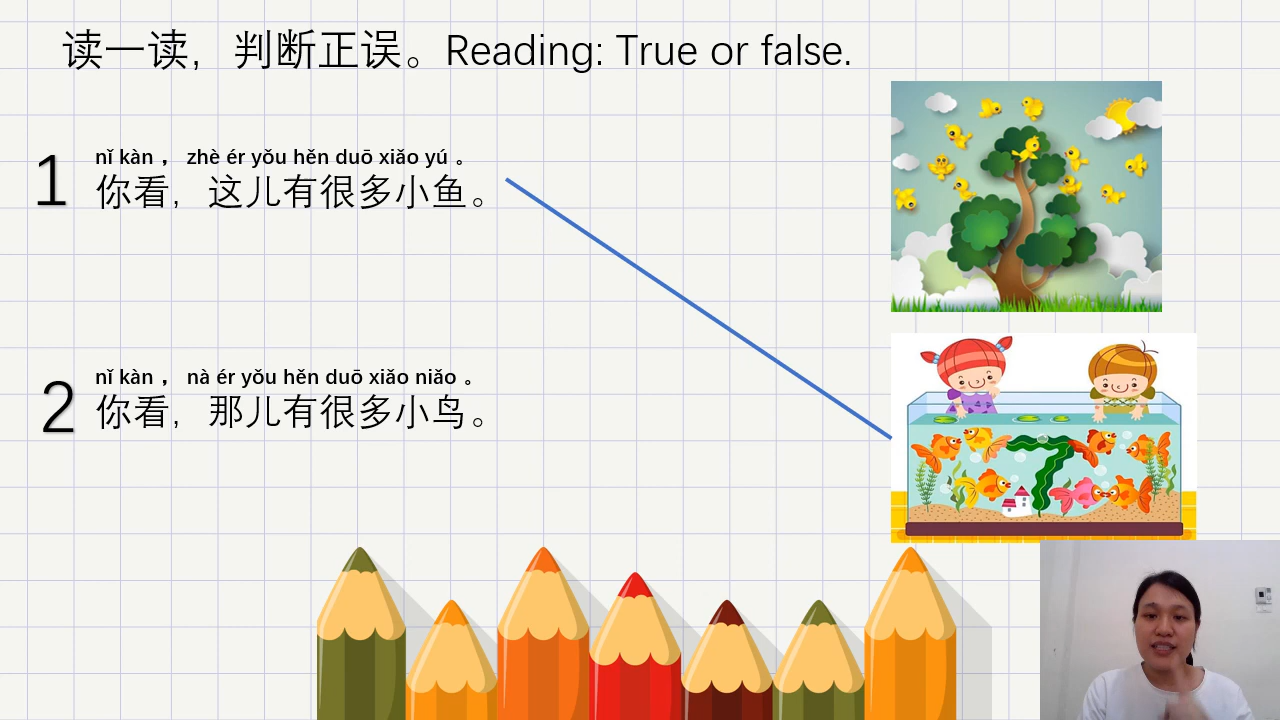 读一读，判断正误。Reading: True or false.
1
nǐ kàn ， zhè ér yǒu hěn duō xiǎo yú 。
你看，这儿有很多小鱼。
2
nǐ kàn ， nà ér yǒu hěn duō xiǎo niǎo 。
你看，那儿有很多小鸟。